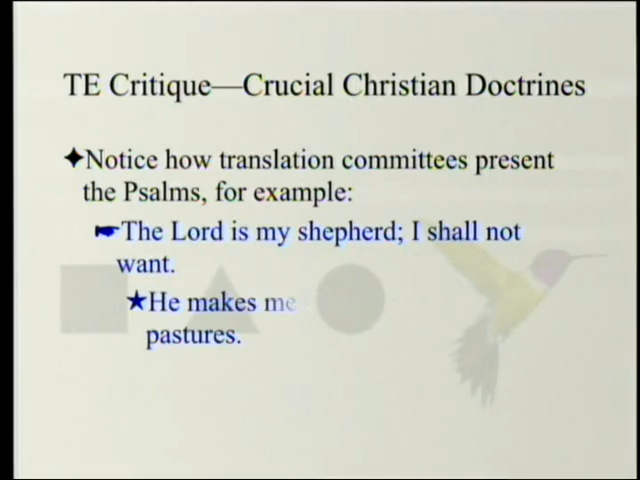 TE Critique—Crucial Christian Doctrines
Notice how translation committees present
the Psalms, for example:
The Lord is my shepherd; I shall not
want.
He makes me
pastures.